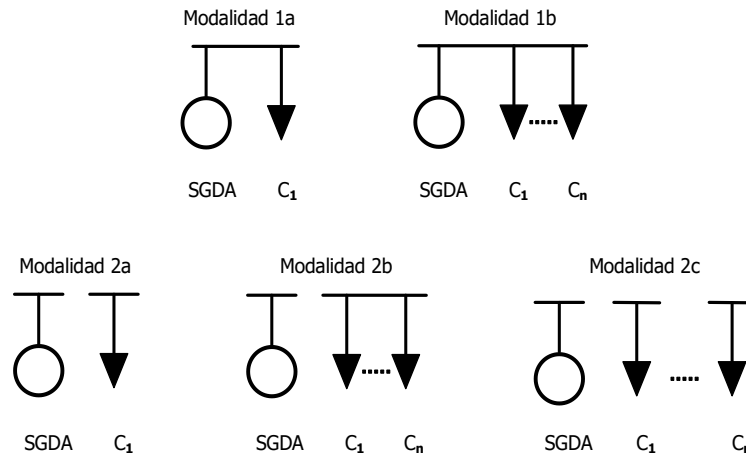 Modalidad 1a Modalidad 1b
SGDA C1 SGDA C1 Cn
Modalidad 2a Modalidad 2b Modalidad 2c
SGDA C1 SGDA C1 Cn SGDA C1 Cn